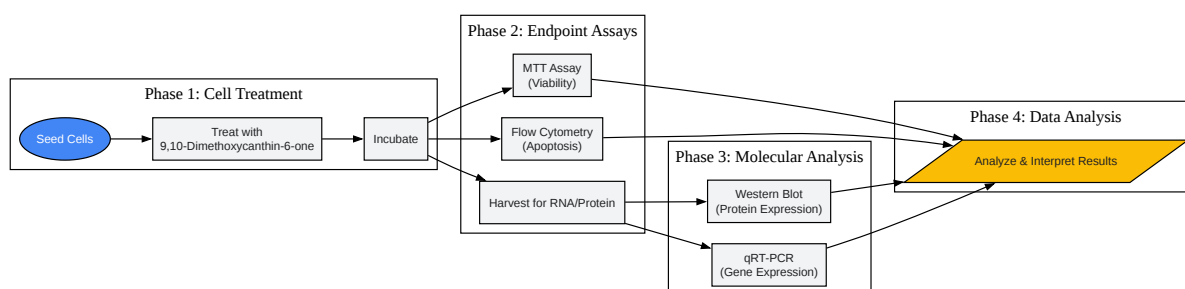 Phase 1: Cell Treatment
Seed Cells
Treat with
9,10-Dimethoxycanthin-6-one
Incubate
Phase 2: Endpoint Assays
MTT Assay
(Viability)
Flow Cytometry
(Apoptosis)
Harvest for RNA/Protein
Phase 3: Molecular Analysis
Western Blot
(Protein Expression)
qRT-PCR
(Gene Expression)
Phase 4: Data Analysis
Analyze & Interpret Results